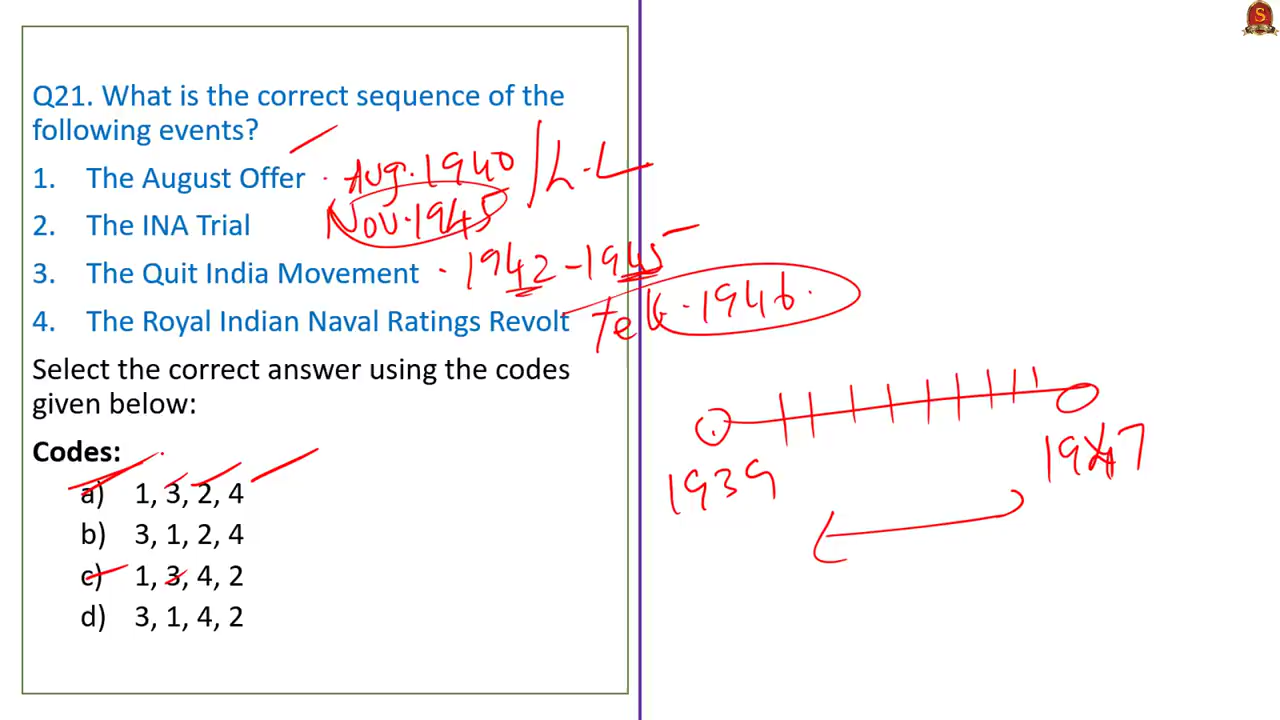 Q21. What is the correct sequence of the
following events?
1. The August Offer · Aug. 1940 / L.L
2. The INA Trial Nov. 1945
3. The Quit India Movement · 1942 - 1945
4. The Royal Indian Naval Ratings Revolt Feb. 1946.
Select the correct answer using the codes
given below:
Codes:
a) 1, 3, 2, 4
b) 3, 1, 2, 4
c) 1, 3, 4, 2
d) 3, 1, 4, 2
1939
1947
S